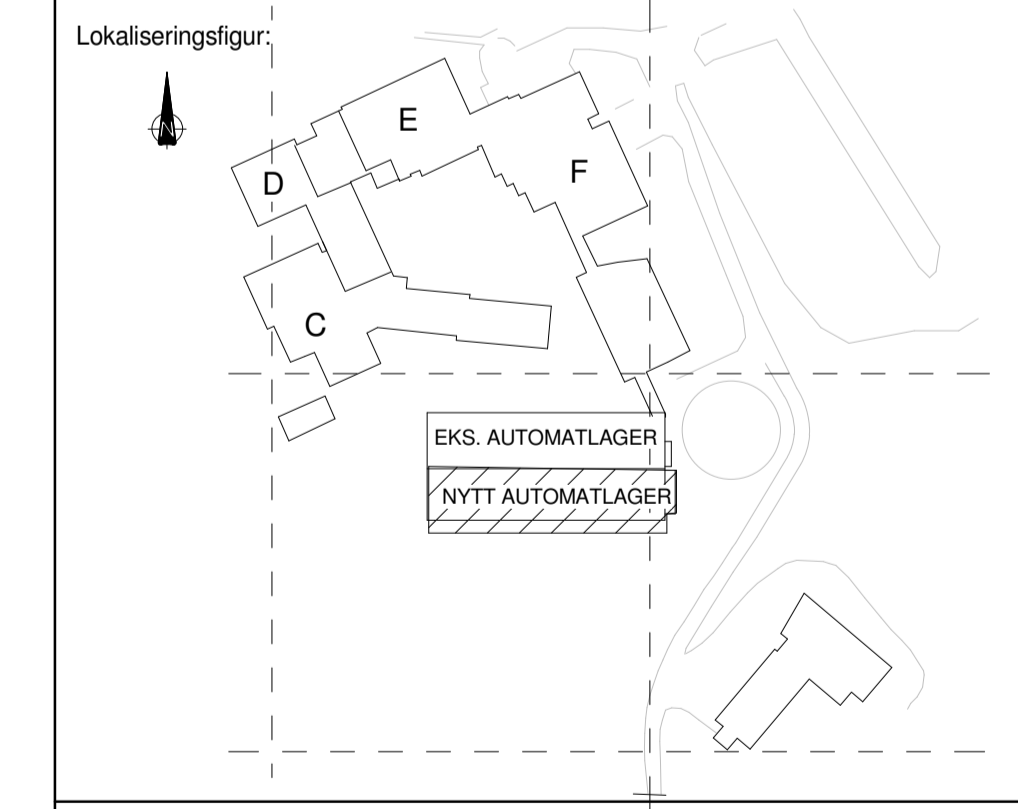 Lokaliseringsfigur:
N
E
F
D
C
EKS. AUTOMATLAGER
NYTT AUTOMATLAGER